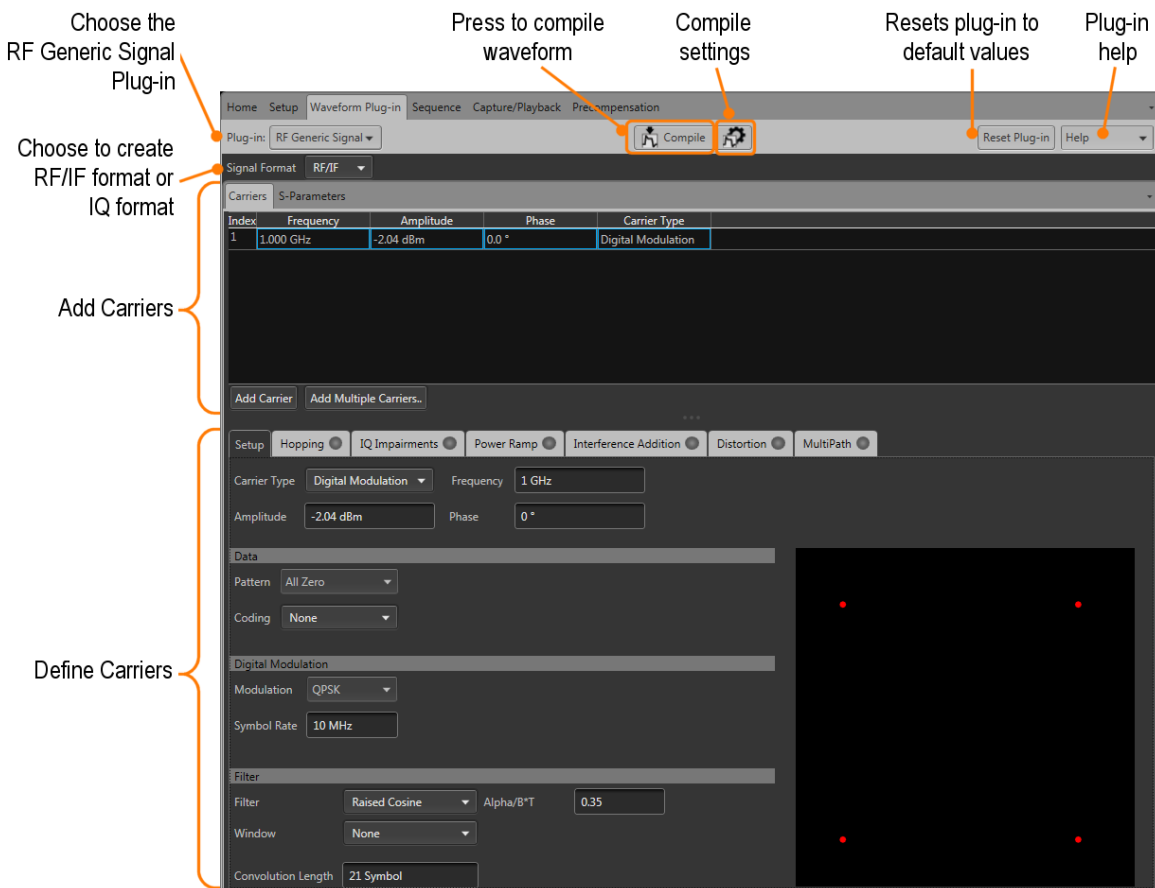 Choose the
RF Generic Signal
Plug-in
Press to compile
waveform
Compile
settings
Resets plug-in to
default values
Plug-in
help
Home Setup Waveform Plug-in Sequence Capture/Playback Precompensation
Plug-in: RF Generic Signal Compile Reset Plug-in Help
Choose to create
RF/IF format or
IQ format
Signal Format RF/IF
Carriers S-Parameters
Index Frequency Amplitude Phase Carrier Type
1 1.000 GHz -2.04 dBm 0.0 ° Digital Modulation
Add Carriers
Add Carrier Add Multiple Carriers..
Setup Hopping IQ Impairments Power Ramp Interference Addition Distortion MultiPath
Carrier Type Digital Modulation Frequency 1 GHz
Amplitude -2.04 dBm Phase 0 °
Data
Pattern All Zero
Coding None
Define Carriers
Digital Modulation
Modulation QPSK
Symbol Rate 10 MHz
Filter
Filter Raised Cosine Alpha/B*T 0.35
Window None
Convolution Length 21 Symbol